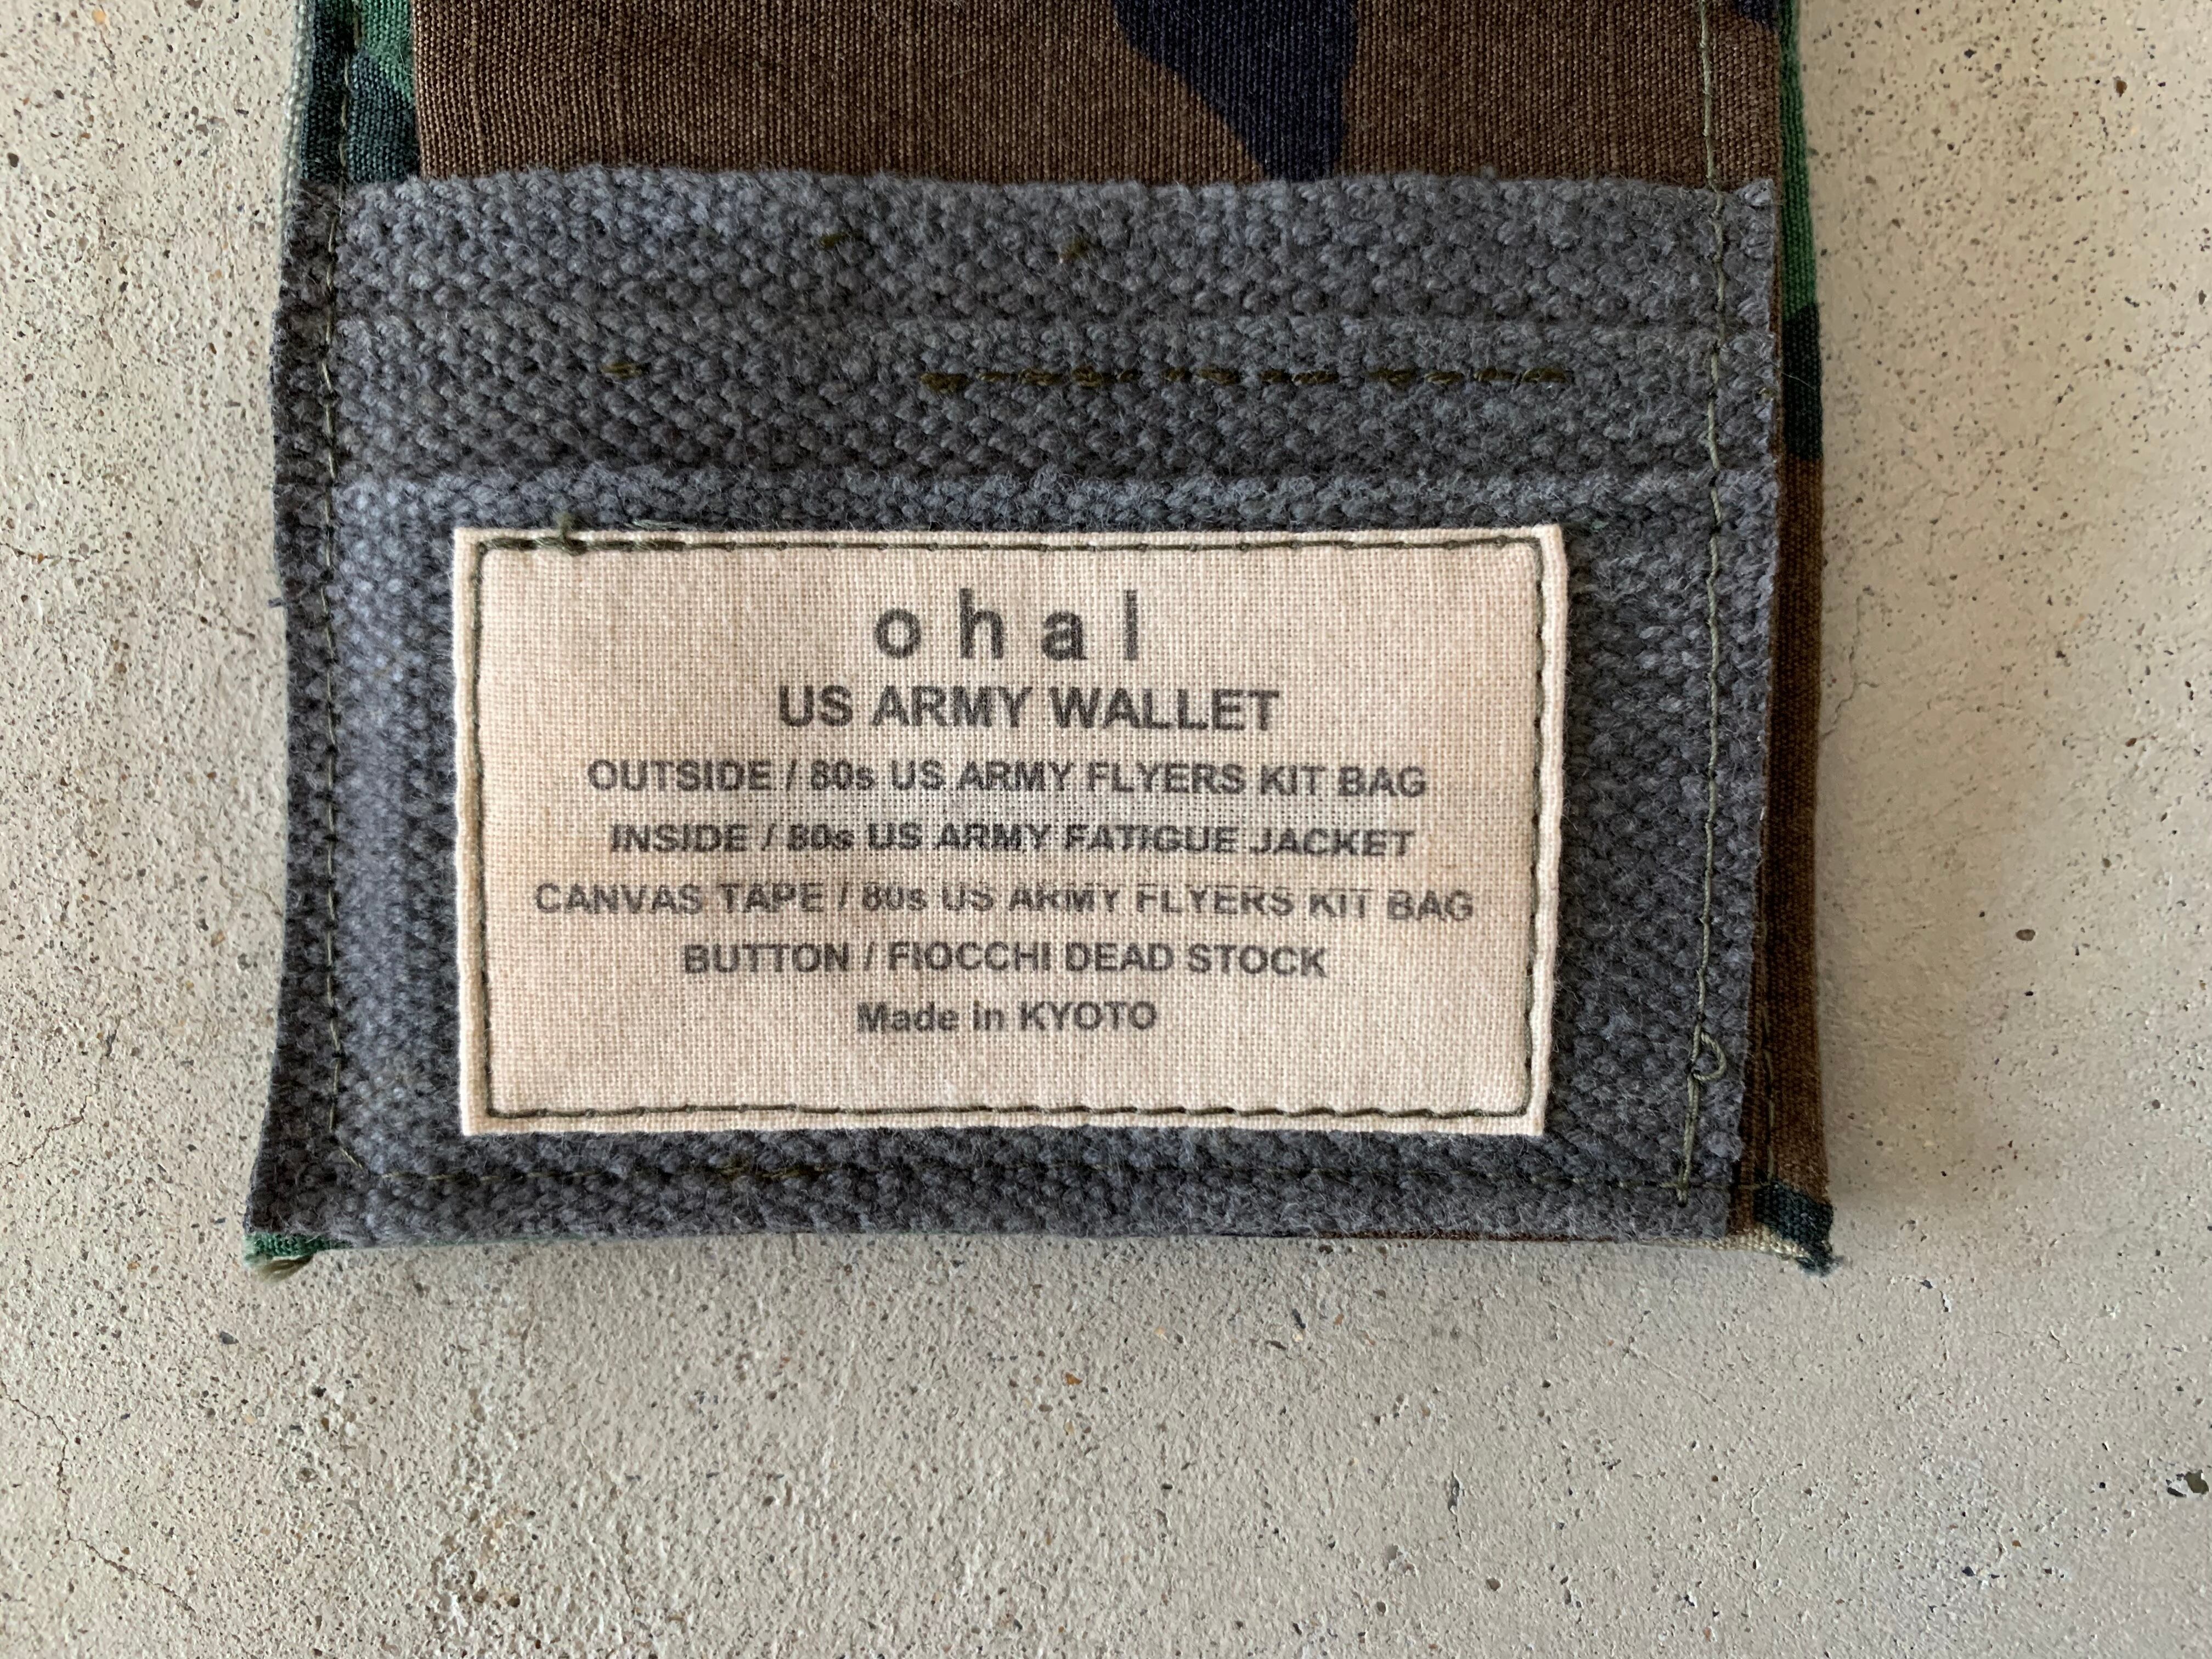 ohal
US ARMY WALLET
OUTSIDE / 80s US ARMY FLYERS KIT BAG
INSIDE / 80s US ARMY FATIGUE JACKET
CANVAS TAPE / 80s US ARMY FLYERS KIT BAG
BUTTON / FIOCCHI DEAD STOCK
Made in KYOTO